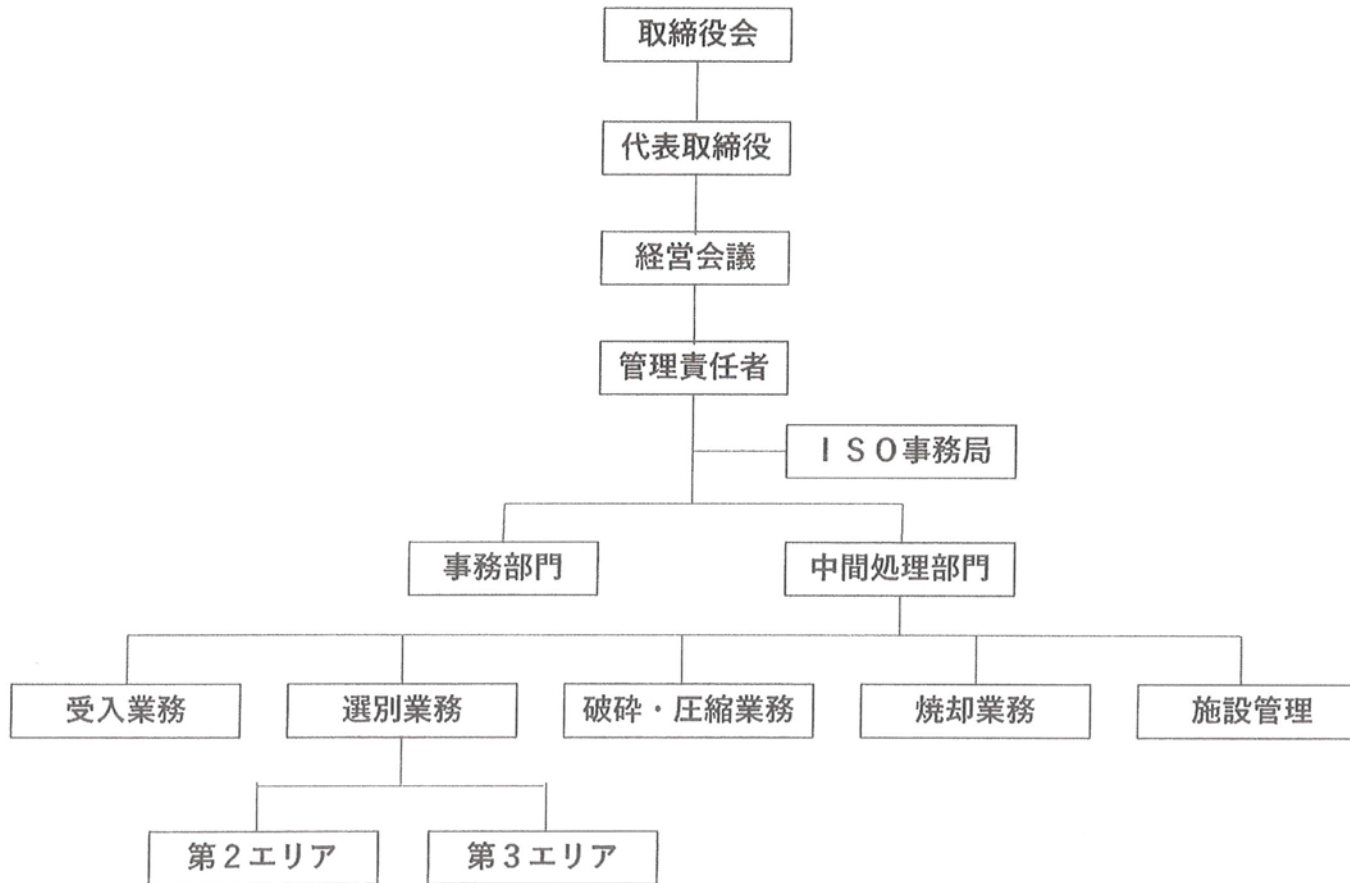 取締役会
代表取締役
経営会議
管理責任者
ＩＳＯ事務局
事務部門
中間処理部門
受入業務
選別業務
破砕・圧縮業務
焼却業務
施設管理
第２エリア
第３エリア